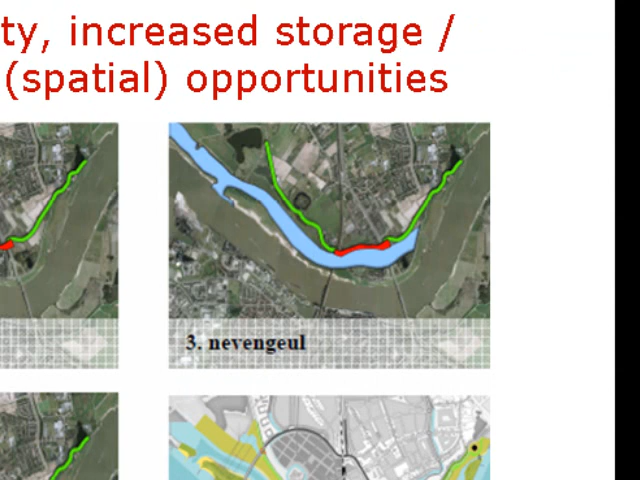 ty, increased storage /
(spatial) opportunities
3. nevengeul